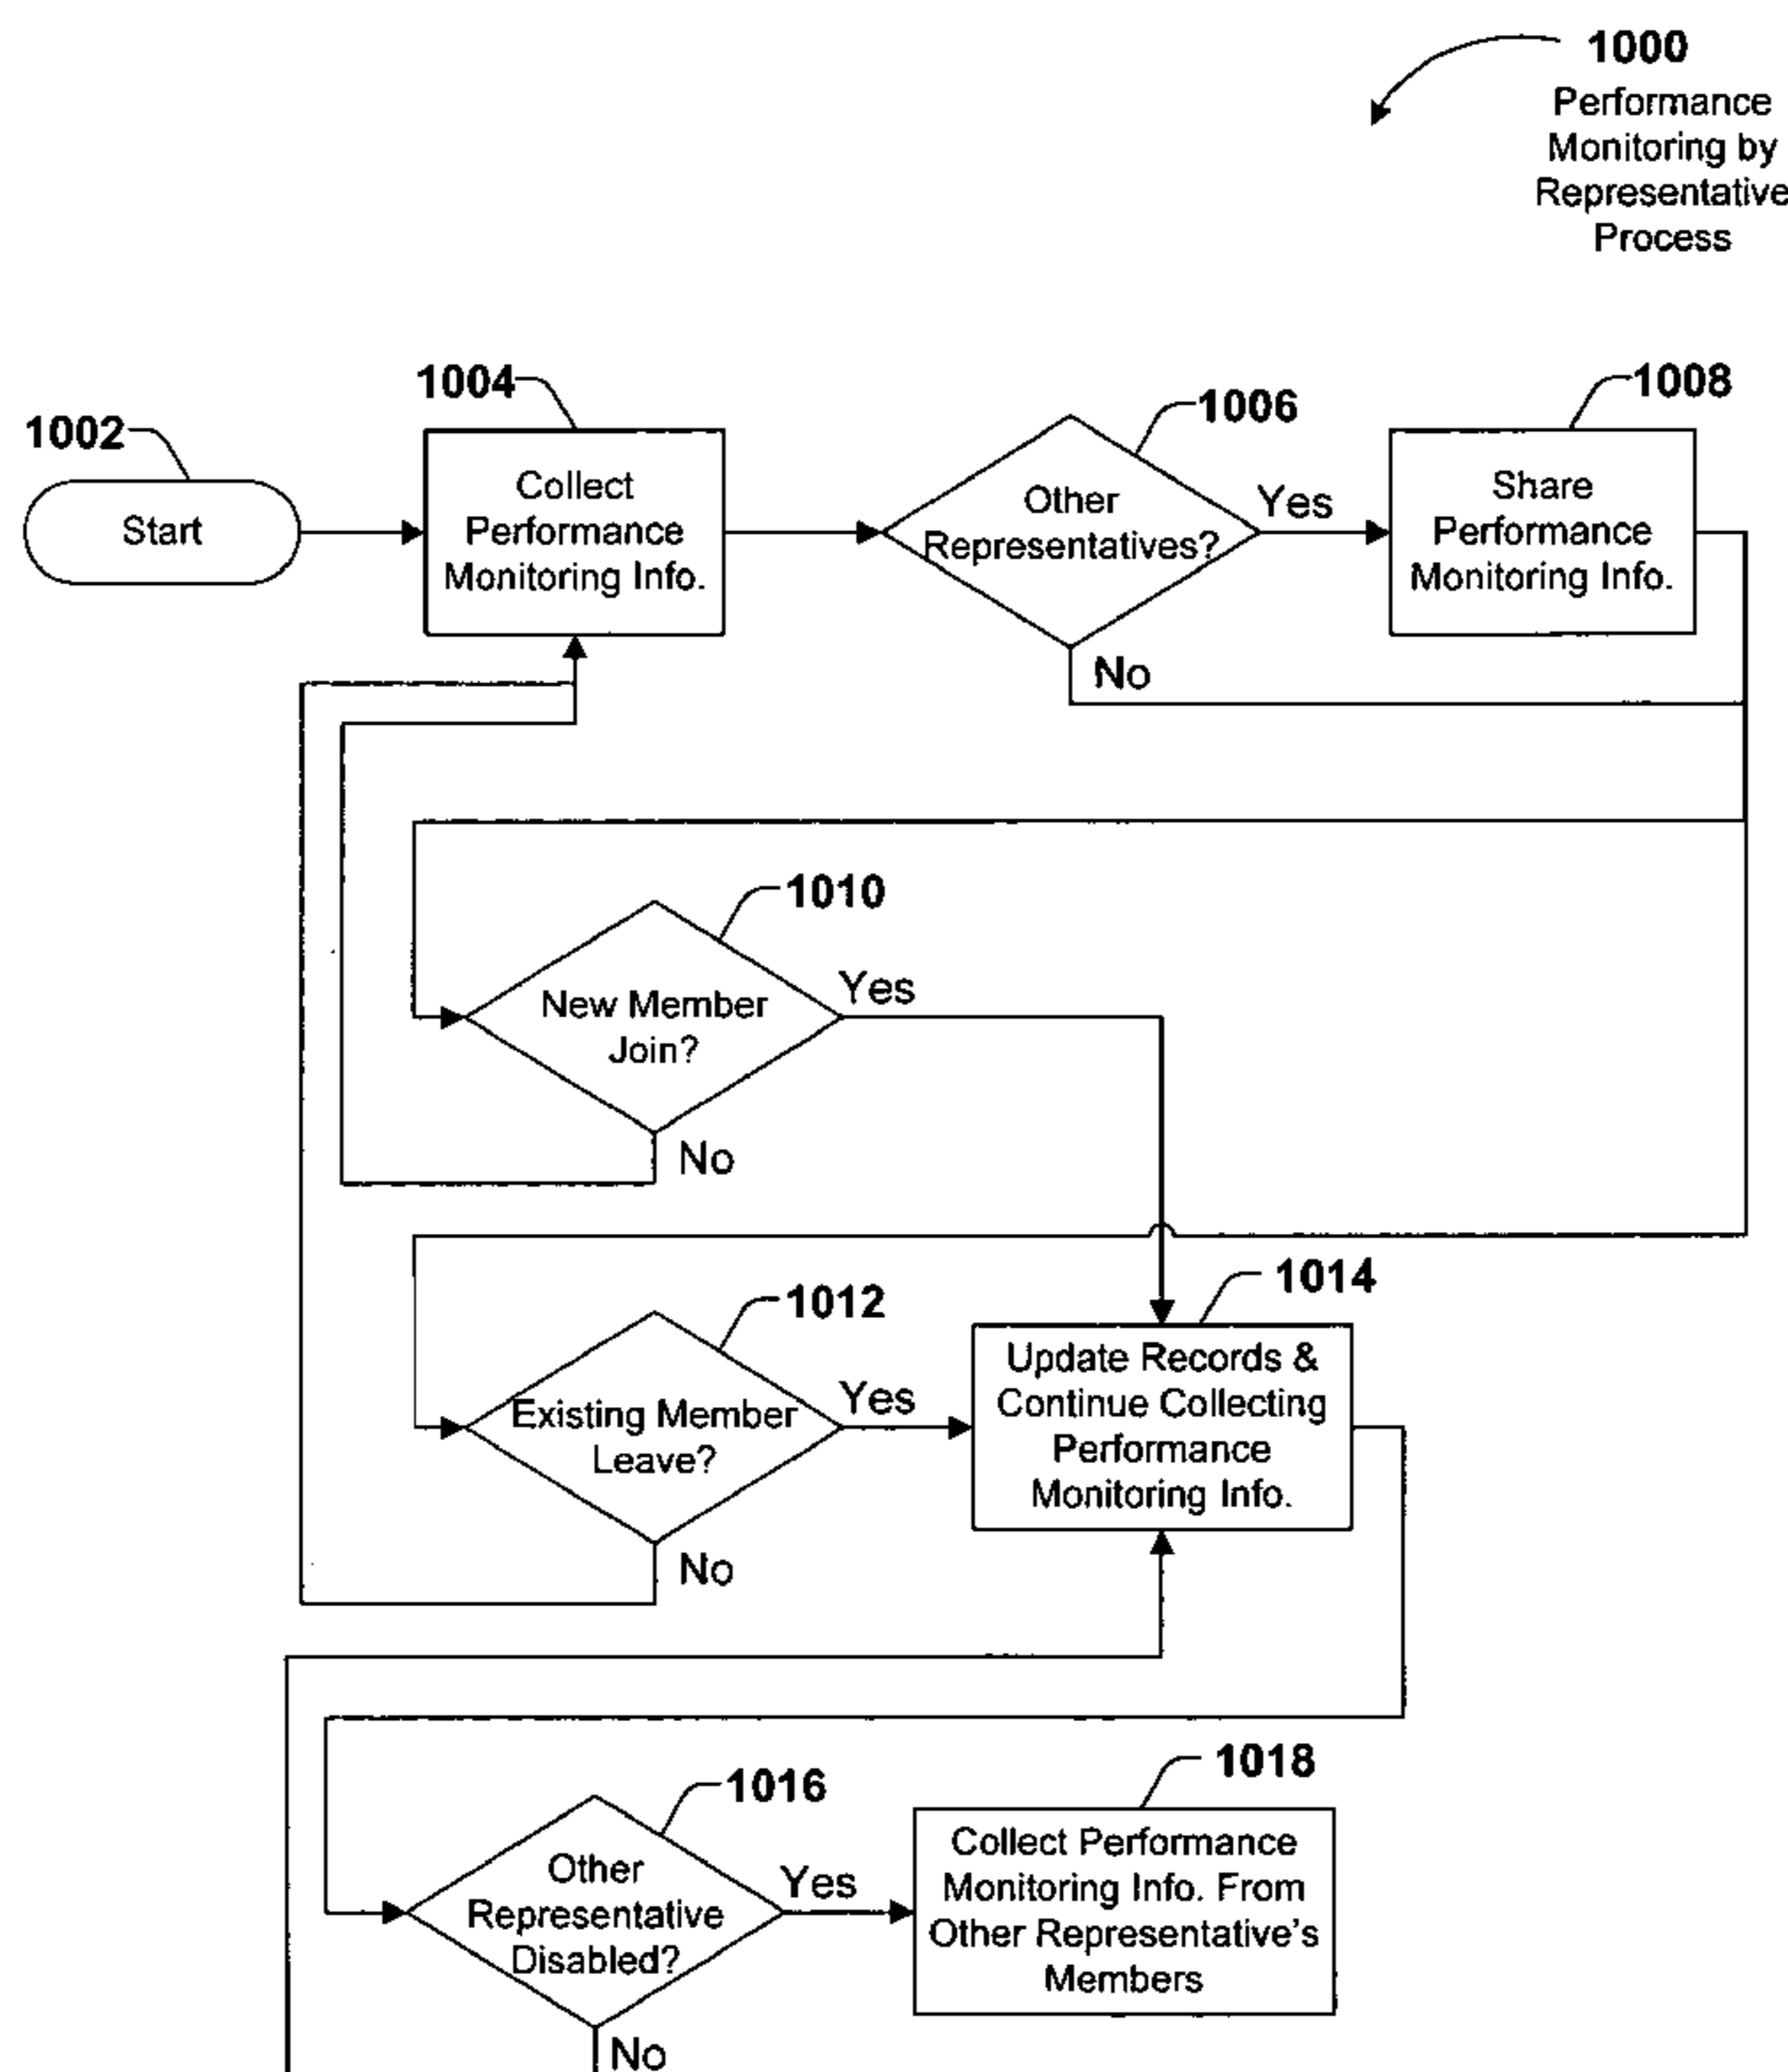 1000
Performance
Monitoring by
Representative
Process
1004
1006
1008
1002
Start
Collect
Performance
Monitoring Info.
Other
Representatives?
Yes
Share
Performance
Monitoring Info.
No
1010
New Member
Join?
Yes
No
1012
1014
Existing Member
Leave?
Yes
Update Records &
Continue Collecting
Performance
Monitoring Info.
No
1016
1018
Other
Representative
Disabled?
Yes
Collect Performance
Monitoring Info. From
Other Representative's
Members
No